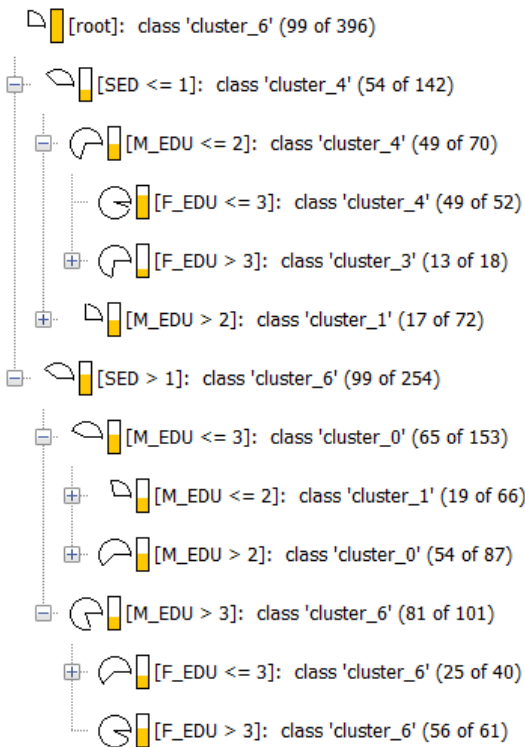 [root]: class 'cluster_6' (99 of 396)
[SED <= 1]: class 'cluster_4' (54 of 142)
[M_EDU <= 2]: class 'cluster_4' (49 of 70)
[F_EDU <= 3]: class 'cluster_4' (49 of 52)
[F_EDU > 3]: class 'cluster_3' (13 of 18)
[M_EDU > 2]: class 'cluster_1' (17 of 72)
[SED > 1]: class 'cluster_6' (99 of 254)
[M_EDU <= 3]: class 'cluster_0' (65 of 153)
[M_EDU <= 2]: class 'cluster_1' (19 of 66)
[M_EDU > 2]: class 'cluster_0' (54 of 87)
[M_EDU > 3]: class 'cluster_6' (81 of 101)
[F_EDU <= 3]: class 'cluster_6' (25 of 40)
[F_EDU > 3]: class 'cluster_6' (56 of 61)